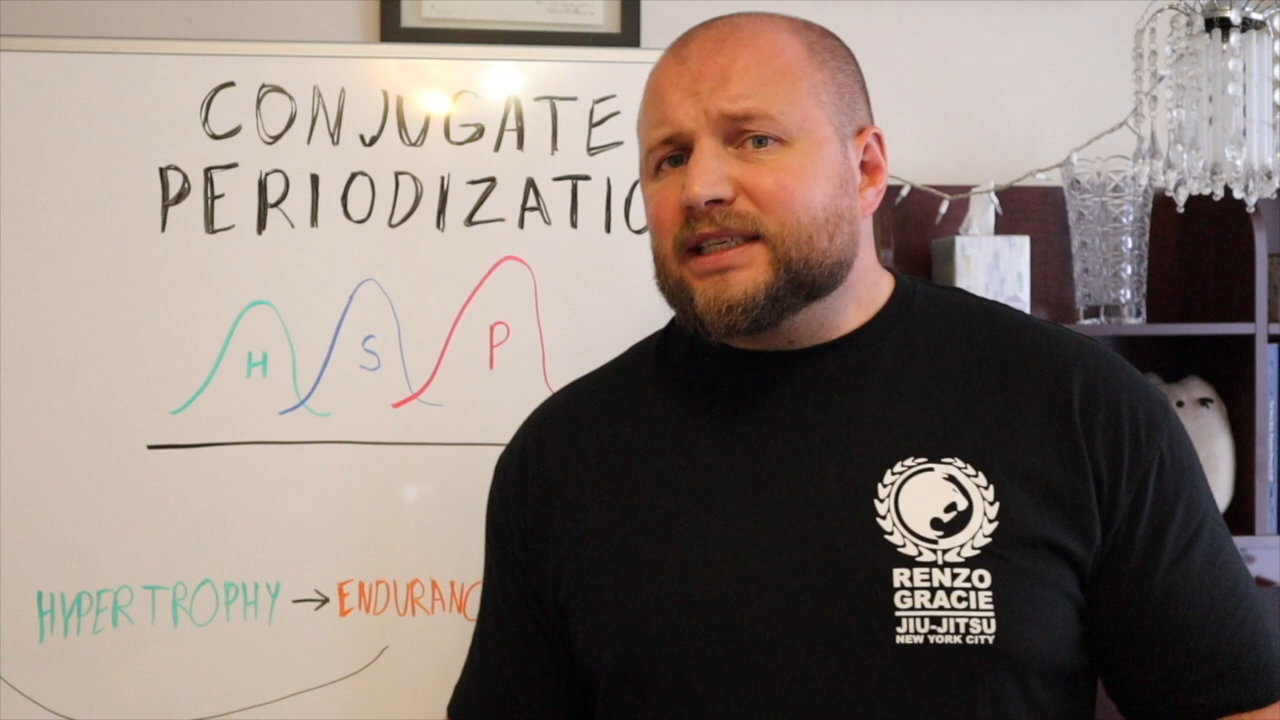 CONJUGATE
PERIODIZATIO
H
S
P
HYPERTROPHY → ENDURANC
RENZO
GRACIE
JIU-JITSU
NEW YORK CITY